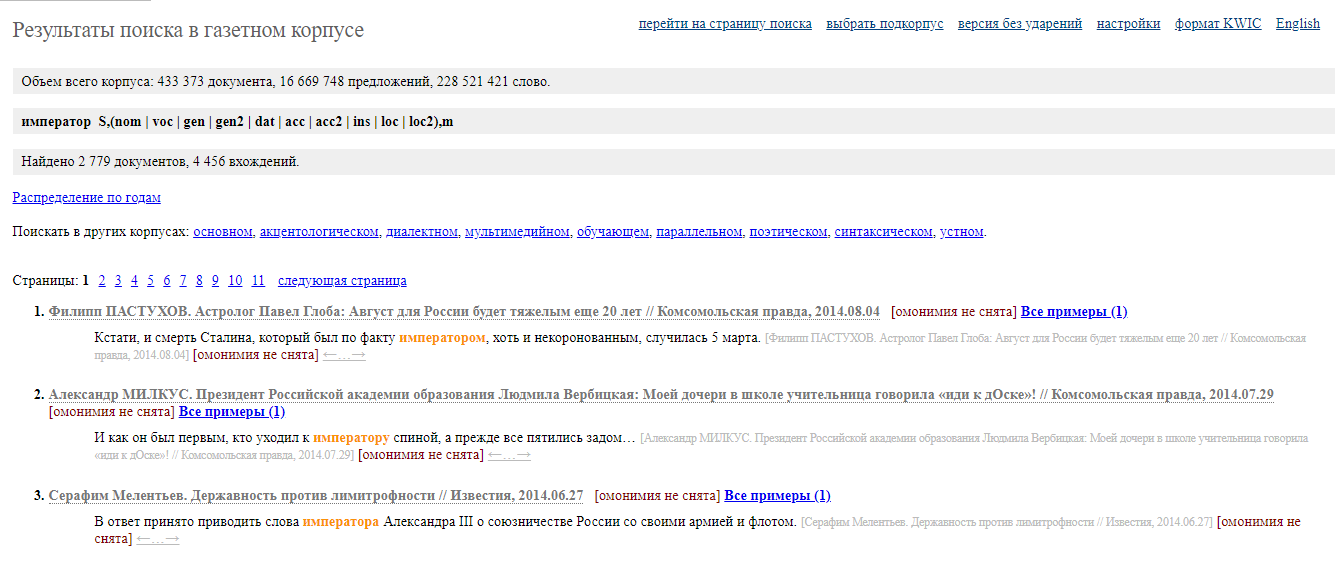 Результаты поиска в газетном корпусе
перейти на страницу поиска выбрать подкорпус версия без ударений настройки формат KWIC English
Объем всего корпуса: 433 373 документа, 16 669 748 предложений, 228 521 421 слово.
император S,(nom | voc | gen | gen2 | dat | acc | acc2 | ins | loc | loc2),m
Найдено 2 779 документов, 4 456 вхождений.
Распределение по годам
Поискать в других корпусах: основном, акцентологическом, диалектном, мультимедийном, обучающем, параллельном, поэтическом, синтаксическом, устном.
Страницы: 1 2 3 4 5 6 7 8 9 10 11 следующая страница
1. Филипп ПАСТУХОВ. Астролог Павел Глоба: Август для России будет тяжелым еще 20 лет // Комсомольская правда, 2014.08.04 [омонимия не снята] Все примеры (1)
Кстати, и смерть Сталина, который был по факту императором, хоть и некоронованным, случилась 5 марта. [Филипп ПАСТУХОВ. Астролог Павел Глоба: Август для России будет тяжелым еще 20 лет // Комсомольская
правда, 2014.08.04] [омонимия не снята] ←…→
2. Александр МИЛКУС. Президент Российской академии образования Людмила Вербицкая: Моей дочери в школе учительница говорила «иди к дОске»! // Комсомольская правда, 2014.07.29
[омонимия не снята] Все примеры (1)
И как он был первым, кто уходил к императору спиной, а прежде все пятились задом… [Александр МИЛКУС. Президент Российской академии образования Людмила Вербицкая: Моей дочери в школе учительница говорила
«иди к дОске»! // Комсомольская правда, 2014.07.29] [омонимия не снята] ←…→
3. Серафим Мелентьев. Державность против лимитрофности // Известия, 2014.06.27 [омонимия не снята] Все примеры (1)
В ответ принято приводить слова императора Александра III о союзничестве России со своими армией и флотом. [Серафим Мелентьев. Державность против лимитрофности // Известия, 2014.06.27] [омонимия не
снята] ←…→